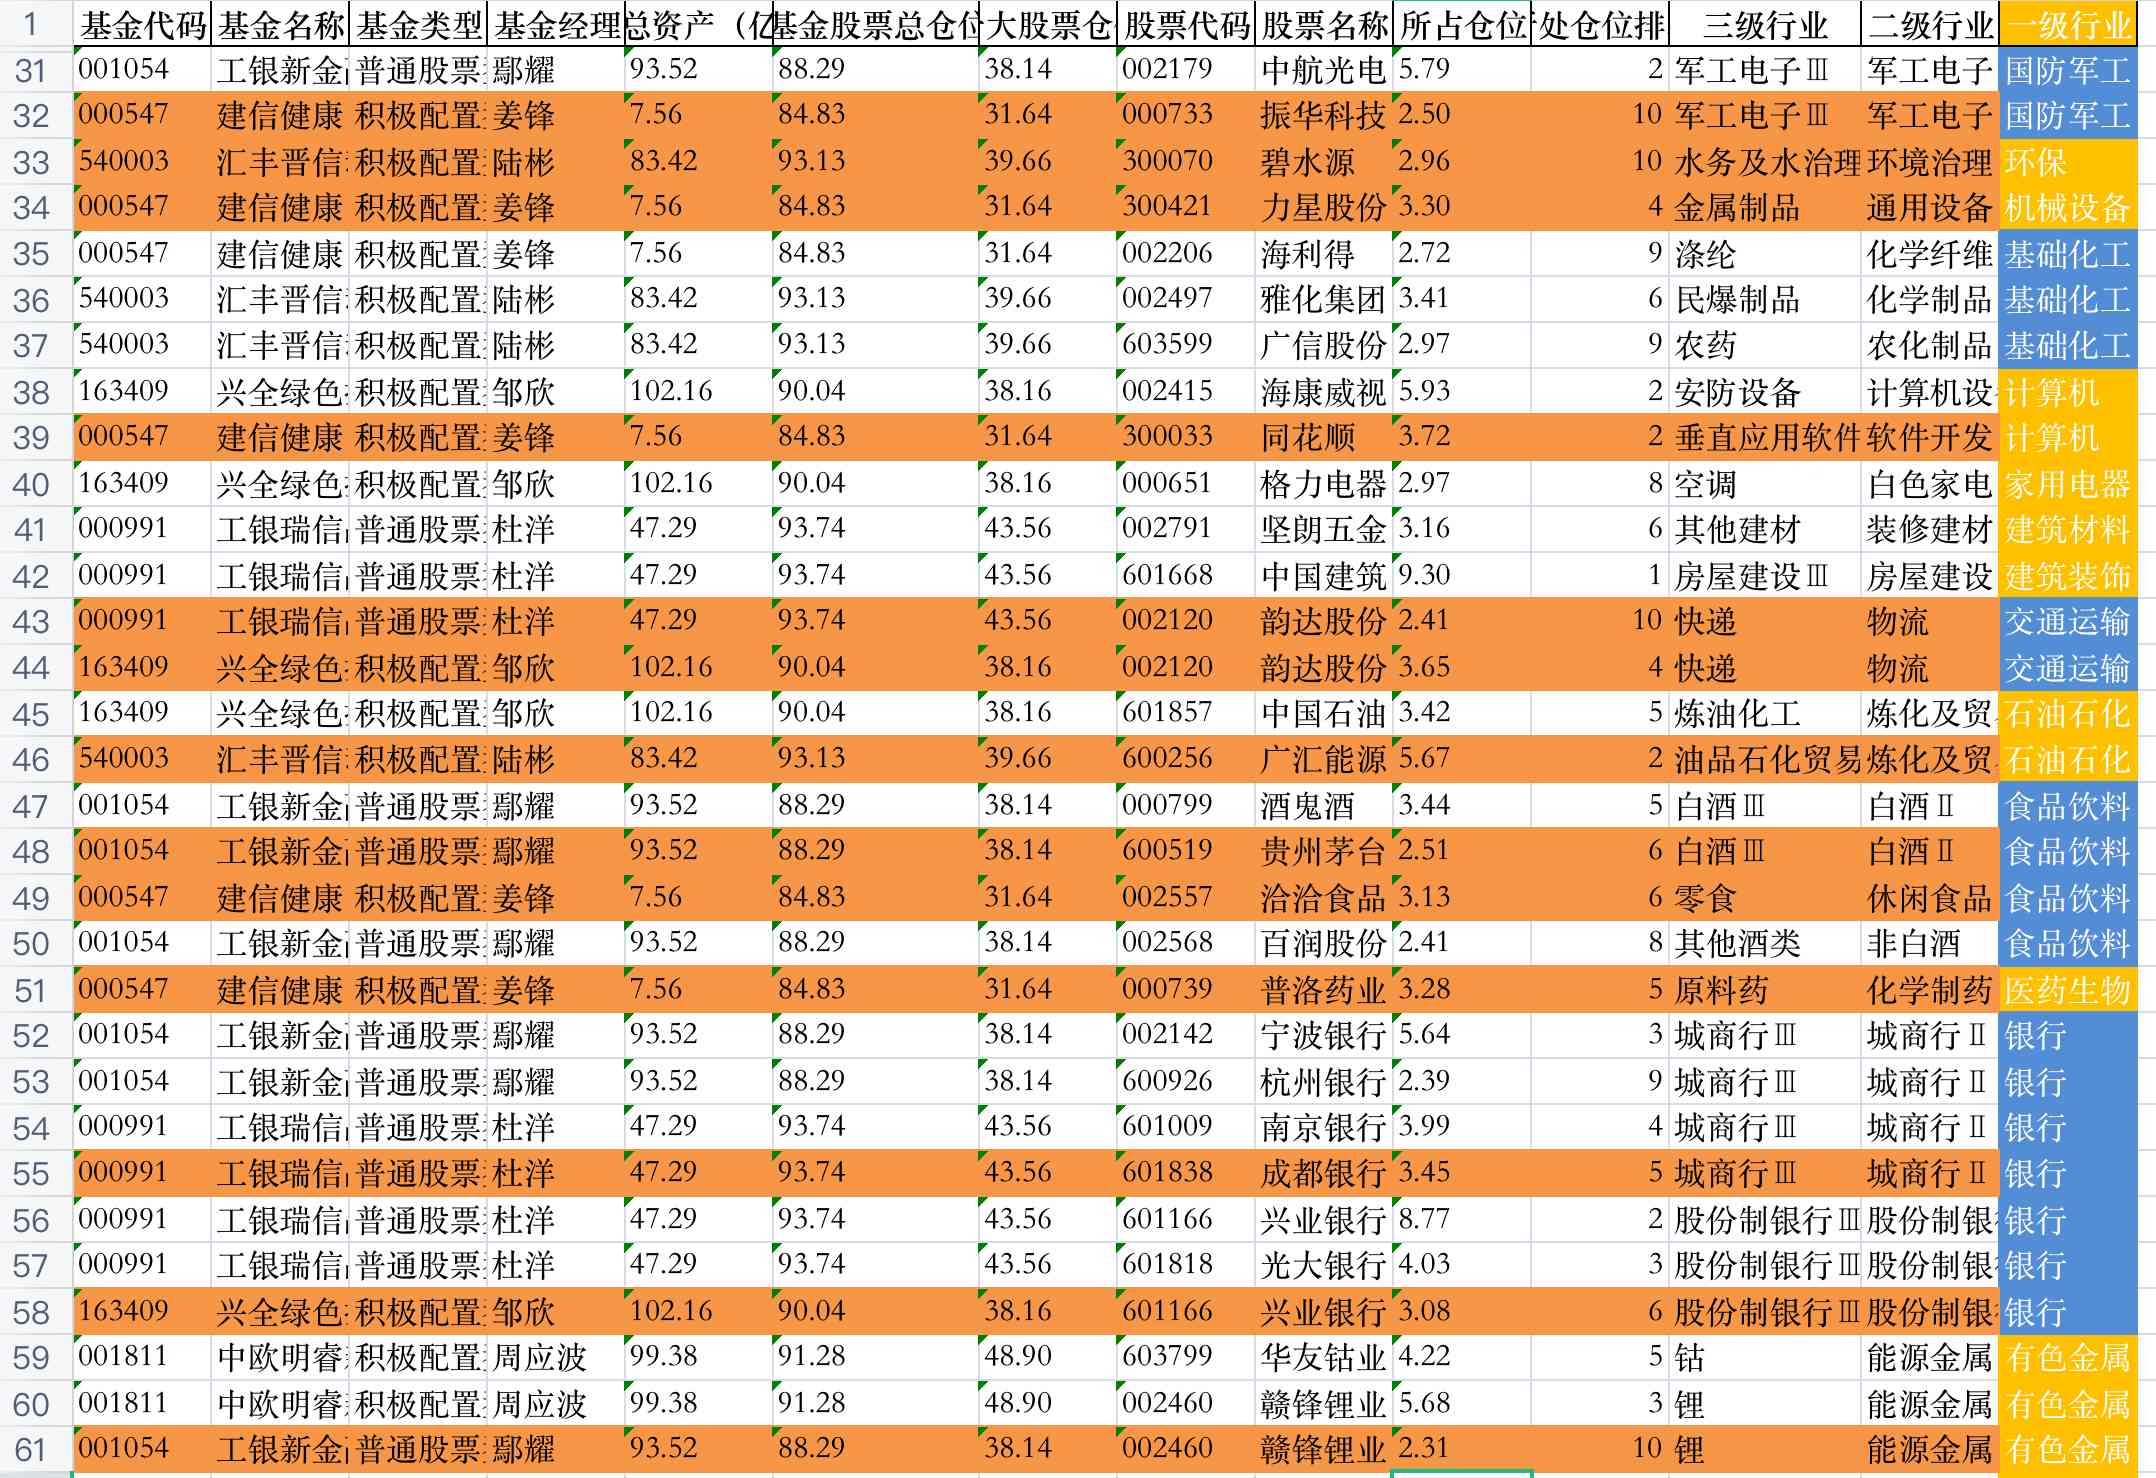 1 基金代码 基金名称 基金类型 基金经理 总资产（亿 基金股票总仓位 大股票仓 股票代码 股票名称 所占仓位 处仓位排 三级行业 二级行业 一级行业
31 001054 工银新金 普通股票 鄢耀 93.52 88.29 38.14 002179 中航光电 5.79 2 军工电子Ⅲ 军工电子 国防军工
32 000547 建信健康 积极配置 姜锋 7.56 84.83 31.64 000733 振华科技 2.50 10 军工电子Ⅲ 军工电子 国防军工
33 540003 汇丰晋信 积极配置 陆彬 83.42 93.13 39.66 300070 碧水源 2.96 10 水务及水治理 环境治理 环保
34 000547 建信健康 积极配置 姜锋 7.56 84.83 31.64 300421 力星股份 3.30 4 金属制品 通用设备 机械设备
35 000547 建信健康 积极配置 姜锋 7.56 84.83 31.64 002206 海利得 2.72 9 涤纶 化学纤维 基础化工
36 540003 汇丰晋信 积极配置 陆彬 83.42 93.13 39.66 002497 雅化集团 3.41 6 民爆制品 化学制品 基础化工
37 540003 汇丰晋信 积极配置 陆彬 83.42 93.13 39.66 603599 广信股份 2.97 9 农药 农化制品 基础化工
38 163409 兴全绿色 积极配置 邹欣 102.16 90.04 38.16 002415 海康威视 5.93 2 安防设备 计算机设 计算机
39 000547 建信健康 积极配置 姜锋 7.56 84.83 31.64 300033 同花顺 3.72 2 垂直应用软件 软件开发 计算机
40 163409 兴全绿色 积极配置 邹欣 102.16 90.04 38.16 000651 格力电器 2.97 8 空调 白色家电 家用电器
41 000991 工银瑞信 普通股票 杜洋 47.29 93.74 43.56 002791 坚朗五金 3.16 6 其他建材 装修建材 建筑材料
42 000991 工银瑞信 普通股票 杜洋 47.29 93.74 43.56 601668 中国建筑 9.30 1 房屋建设Ⅲ 房屋建设 建筑装饰
43 000991 工银瑞信 普通股票 杜洋 47.29 93.74 43.56 002120 韵达股份 2.41 10 快递 物流 交通运输
44 163409 兴全绿色 积极配置 邹欣 102.16 90.04 38.16 002120 韵达股份 3.65 4 快递 物流 交通运输
45 163409 兴全绿色 积极配置 邹欣 102.16 90.04 38.16 601857 中国石油 3.42 5 炼油化工 炼化及贸 石油石化
46 540003 汇丰晋信 积极配置 陆彬 83.42 93.13 39.66 600256 广汇能源 5.67 2 油品石化贸易 炼化及贸 石油石化
47 001054 工银新金 普通股票 鄢耀 93.52 88.29 38.14 000799 酒鬼酒 3.44 5 白酒Ⅲ 白酒Ⅱ 食品饮料
48 001054 工银新金 普通股票 鄢耀 93.52 88.29 38.14 600519 贵州茅台 2.51 6 白酒Ⅲ 白酒Ⅱ 食品饮料
49 000547 建信健康 积极配置 姜锋 7.56 84.83 31.64 002557 洽洽食品 3.13 6 零食 休闲食品 食品饮料
50 001054 工银新金 普通股票 鄢耀 93.52 88.29 38.14 002568 百润股份 2.41 8 其他酒类 非白酒 食品饮料
51 000547 建信健康 积极配置 姜锋 7.56 84.83 31.64 000739 普洛药业 3.28 5 原料药 化学制药 医药生物
52 001054 工银新金 普通股票 鄢耀 93.52 88.29 38.14 002142 宁波银行 5.64 3 城商行Ⅲ 城商行Ⅱ 银行
53 001054 工银新金 普通股票 鄢耀 93.52 88.29 38.14 600926 杭州银行 2.39 9 城商行Ⅲ 城商行Ⅱ 银行
54 000991 工银瑞信 普通股票 杜洋 47.29 93.74 43.56 601009 南京银行 3.99 4 城商行Ⅲ 城商行Ⅱ 银行
55 000991 工银瑞信 普通股票 杜洋 47.29 93.74 43.56 601838 成都银行 3.45 5 城商行Ⅲ 城商行Ⅱ 银行
56 000991 工银瑞信 普通股票 杜洋 47.29 93.74 43.56 601166 兴业银行 8.77 2 股份制银行Ⅲ 股份制银 银行
57 000991 工银瑞信 普通股票 杜洋 47.29 93.74 43.56 601818 光大银行 4.03 3 股份制银行Ⅲ 股份制银 银行
58 163409 兴全绿色 积极配置 邹欣 102.16 90.04 38.16 601166 兴业银行 3.08 6 股份制银行Ⅲ 股份制银 银行
59 001811 中欧明睿 积极配置 周应波 99.38 91.28 48.90 603799 华友钴业 4.22 5 钴 能源金属 有色金属
60 001811 中欧明睿 积极配置 周应波 99.38 91.28 48.90 002460 赣锋锂业 5.68 3 锂 能源金属 有色金属
61 001054 工银新金 普通股票 鄢耀 93.52 88.29 38.14 002460 赣锋锂业 2.31 10 锂 能源金属 有色金属